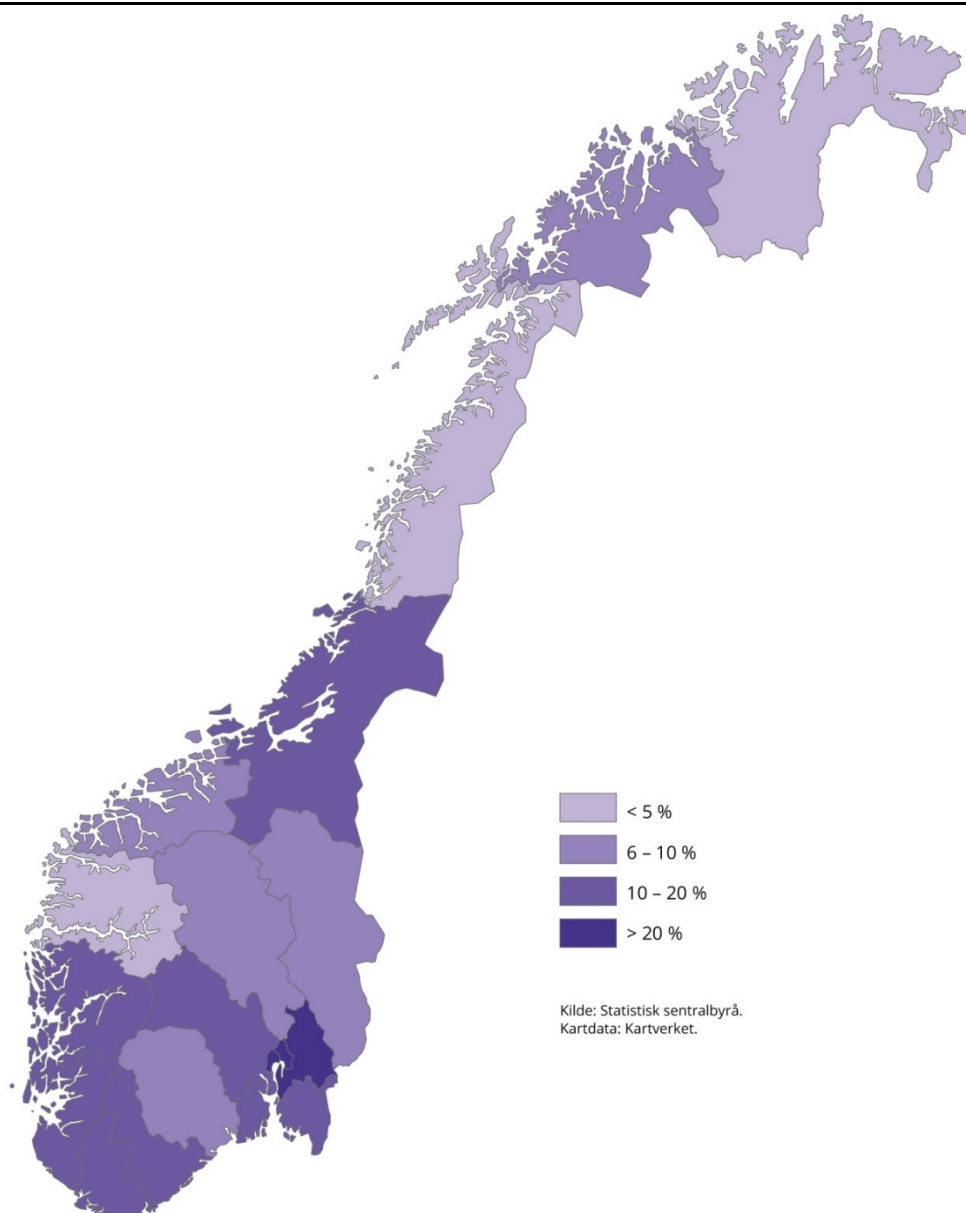 < 5 %
6 – 10 %
10 – 20 %
> 20 %
Kilde: Statistisk sentralbyrå.
Kartdata: Kartverket.